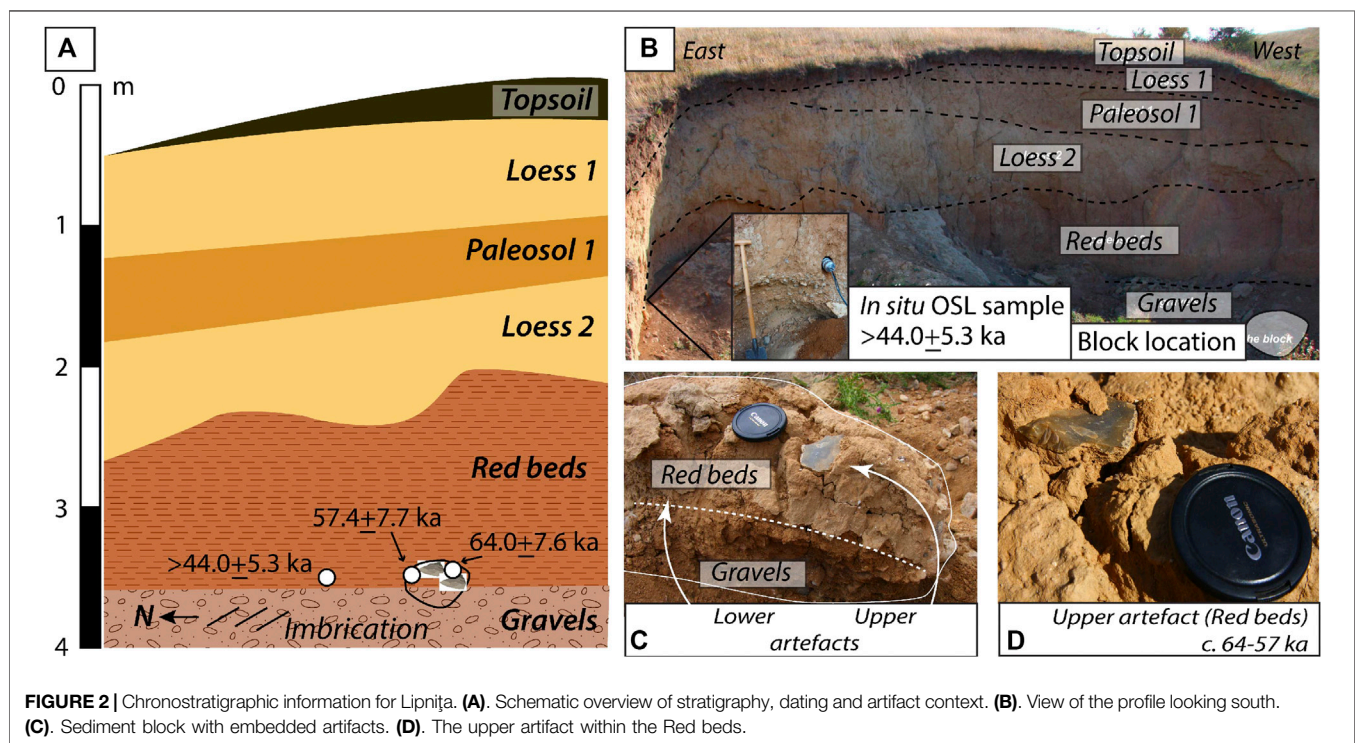 A
0 m
Topsoil
Loess 1
1
Paleosol 1
Loess 2
2
Red beds
3
57.4±7.7 ka
64.0±7.6 ka
>44.0±5.3 ka
N
Imbrication
Gravels
4
B
East
West
Topsoil
Loess 1
Paleosol 1
Loess 2
Red beds
Gravels
In situ OSL sample
>44.0±5.3 ka
Block location
he block
Canon
Red beds
Gravels
Lower Upper
artefacts
C
Canon
Upper artefact (Red beds)
c. 64-57 ka
D
FIGURE 2 | Chronostratigraphic information for Lipniţa. (A). Schematic overview of stratigraphy, dating and artifact context. (B). View of the profile looking south.
(C). Sediment block with embedded artifacts. (D). The upper artifact within the Red beds.